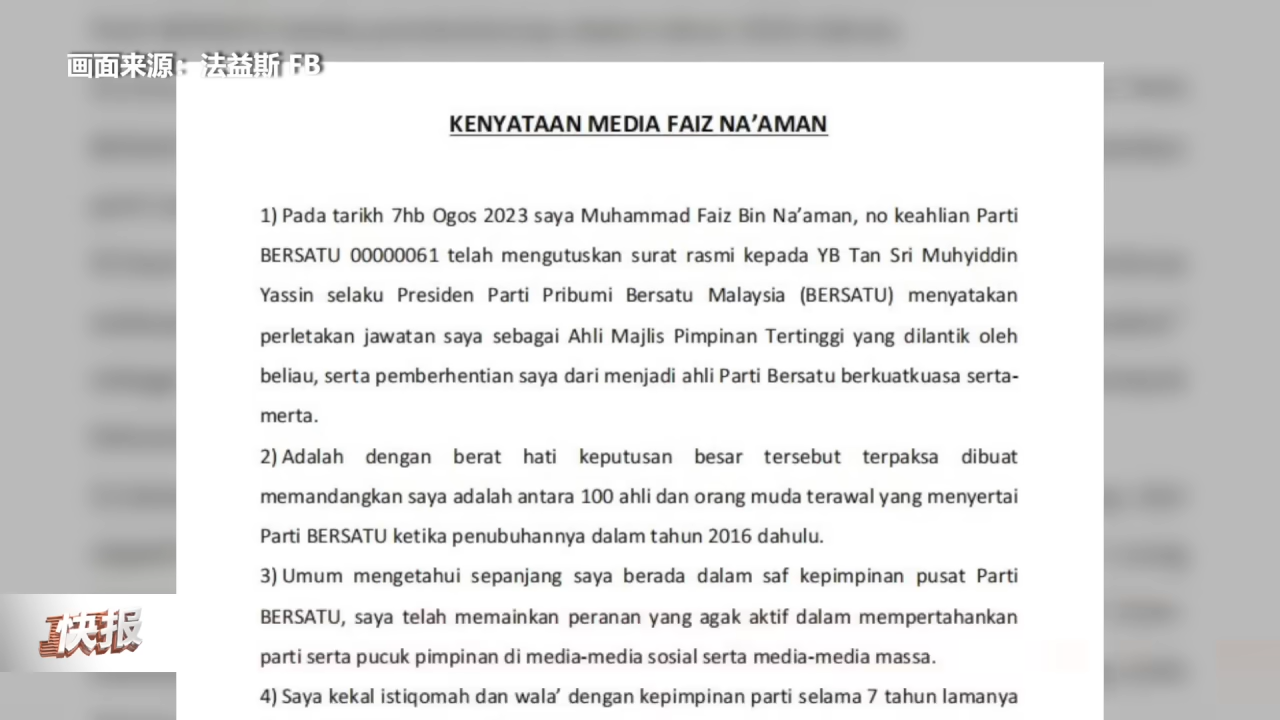 画面来源：法益斯 FB
KENYATAAN MEDIA FAIZ NA’AMAN
1) Pada tarikh 7hb Ogos 2023 saya Muhammad Faiz Bin Na’aman, no keahlian Parti
BERSATU 00000061 telah mengutuskan surat rasmi kepada YB Tan Sri Muhyiddin
Yassin selaku Presiden Parti Pribumi Bersatu Malaysia (BERSATU) menyatakan
perletakan jawatan saya sebagai Ahli Majlis Pimpinan Tertinggi yang dilantik oleh
beliau, serta pemberhentian saya dari menjadi ahli Parti Bersatu berkuatkuasa serta-
merta.
2) Adalah dengan berat hati keputusan besar tersebut terpaksa dibuat
memandangkan saya adalah antara 100 ahli dan orang muda terawal yang menyertai
Parti BERSATU ketika penubuhannya dalam tahun 2016 dahulu.
3) Umum mengetahui sepanjang saya berada dalam saf kepimpinan pusat Parti
BERSATU, saya telah memainkan peranan yang agak aktif dalam mempertahankan
parti serta pucuk pimpinan di media-media sosial serta media-media massa.
4) Saya kekal istiqomah dan wala’ dengan kepimpinan parti selama 7 tahun lamanya
快报